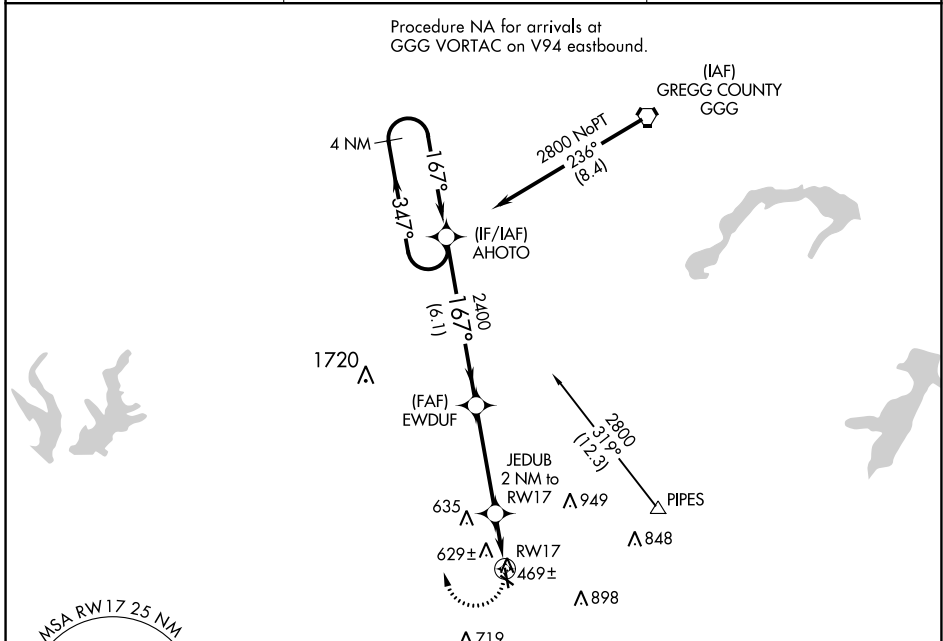 Procedure NA for arrivals at
GGG VORTAC on V94 eastbound.
(IAF)
GREGG COUNTY
GGG
2800 NoPT
236°
(8.4)
4 NM
167°
347°
(IF/IAF)
AHOTO
2400
167°
(6.1)
1720
(FAF)
EWDUF
2800
319°
(12.3)
JEDUB
2 NM to
RW17
949
PIPES
635
848
629±
RW17
469±
898
MSA RW17 25 NM
719